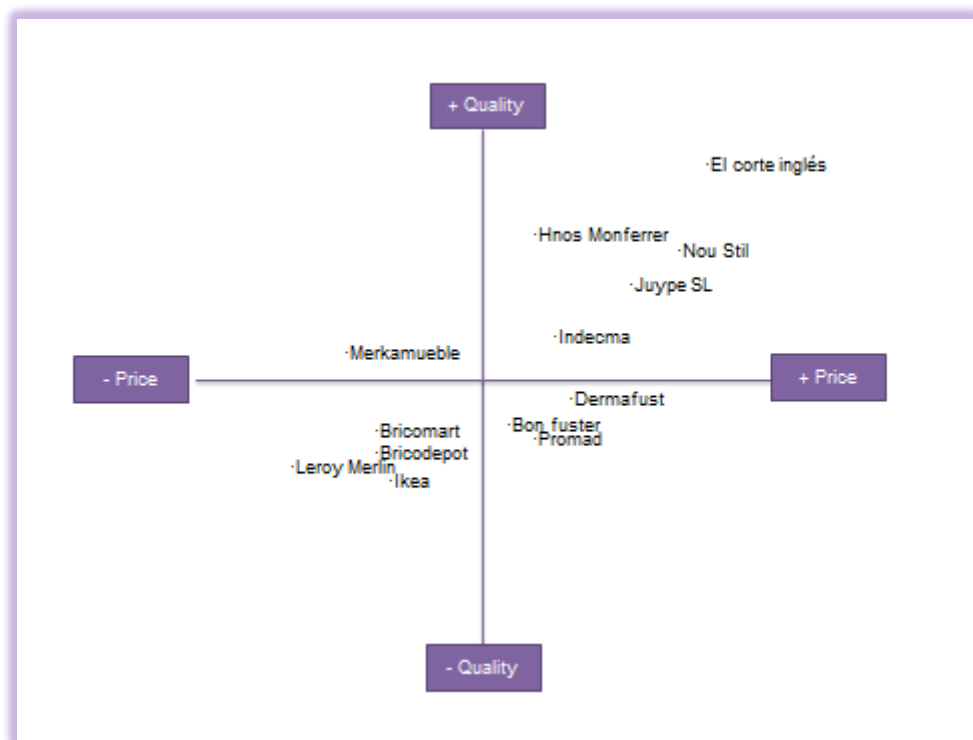 + Quality
·El corte inglés
·Hnos Monferrer
·Nou Stil
·Juype SL
·Indecma
·Merkamueble
- Price
+ Price
·Dermafust
·Bon fuster
·Promad
·Bricomart
·Bricodepot
·Leroy Merlin
·Ikea
- Quality